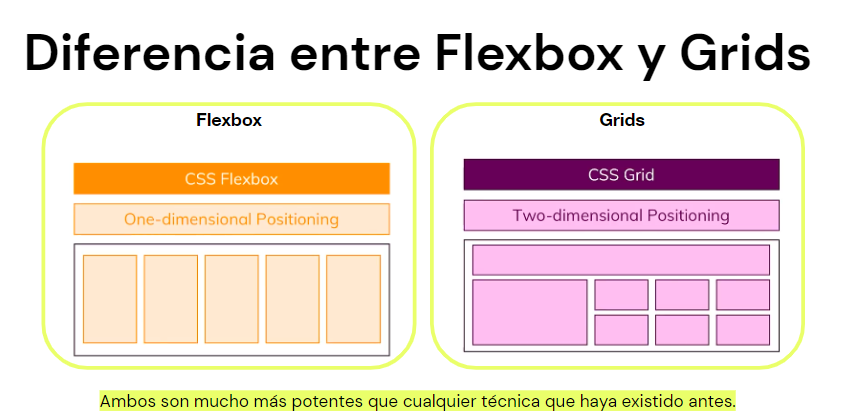 Diferencia entre Flexbox y Grids
Flexbox
CSS Flexbox
One-dimensional Positioning
Grids
CSS Grid
Two-dimensional Positioning
Ambos son mucho más potentes que cualquier técnica que haya existido antes.